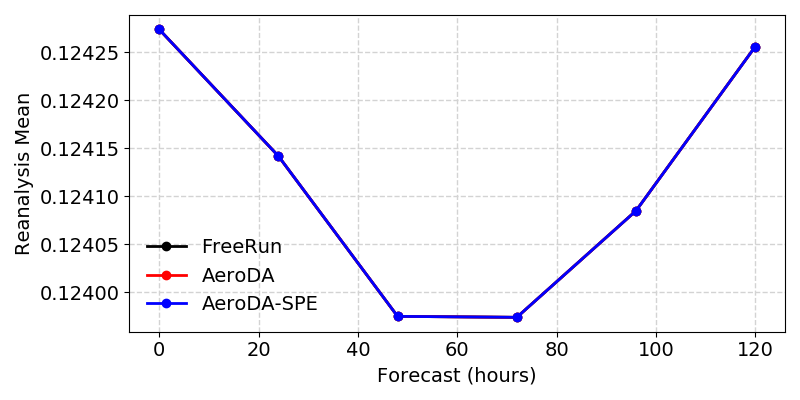 0.12425
0.12420
0.12415
0.12410
0.12405
0.12400
Reanalysis Mean
FreeRun
AeroDA
AeroDA-SPE
0 20 40 60 80 100 120
Forecast (hours)